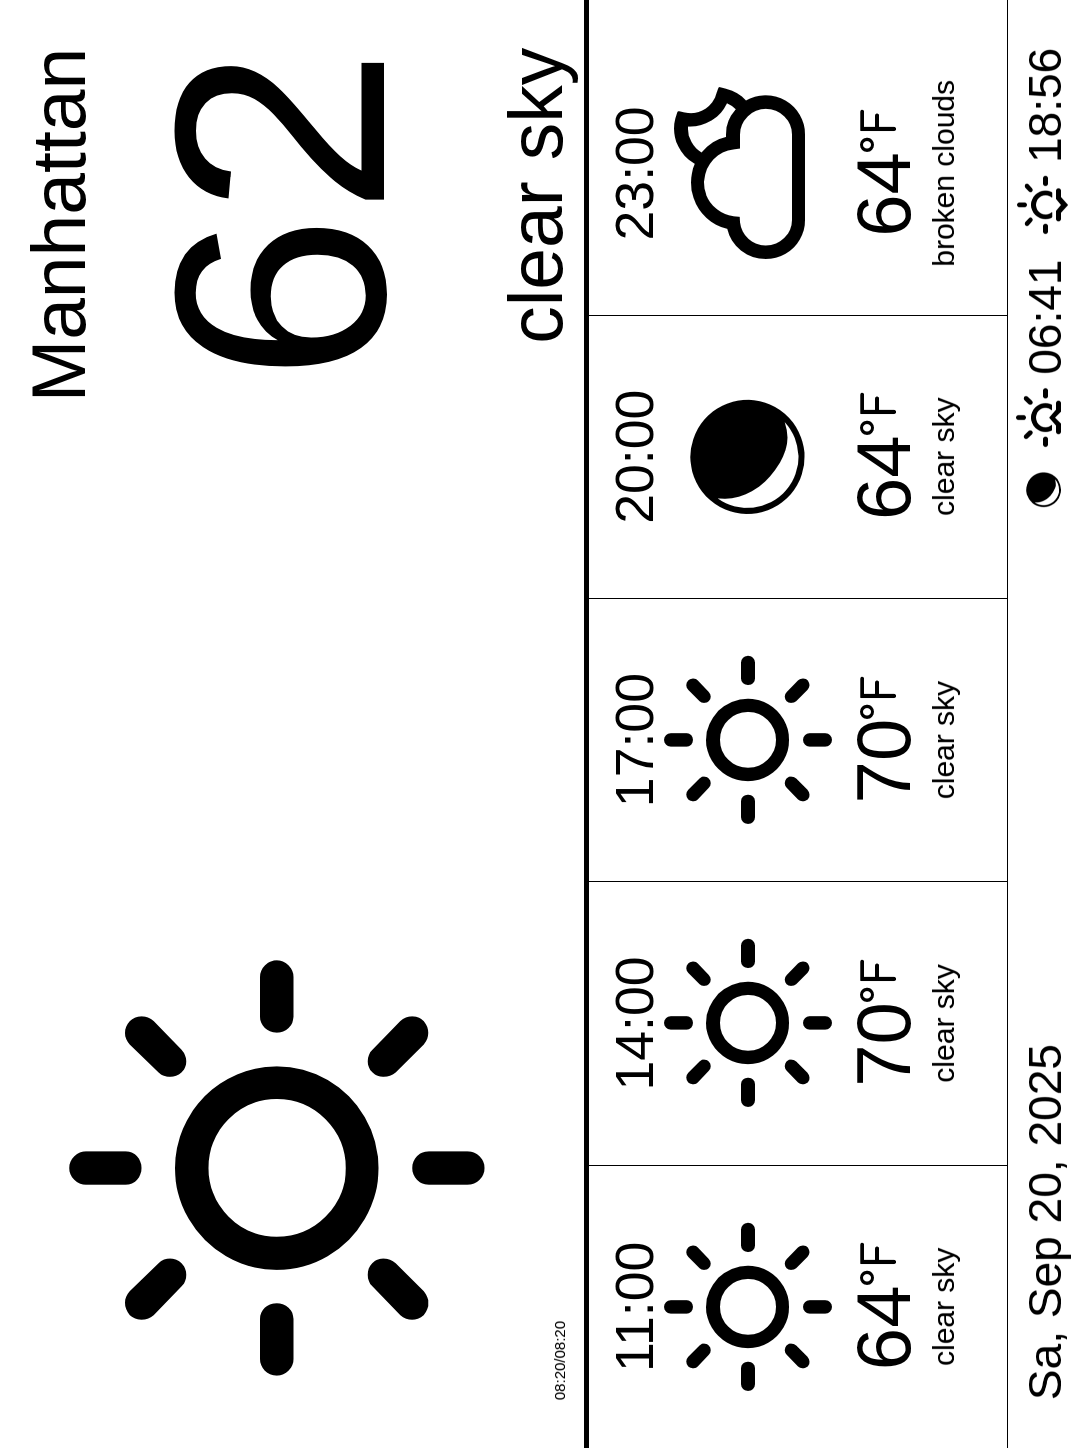 Manhattan
62
clear sky
08:20/08:20
11:00
64°F
clear sky
14:00
70°F
clear sky
17:00
70°F
clear sky
20:00
64°F
clear sky
23:00
64°F
broken clouds
Sa, Sep 20, 2025
06:41
18:56